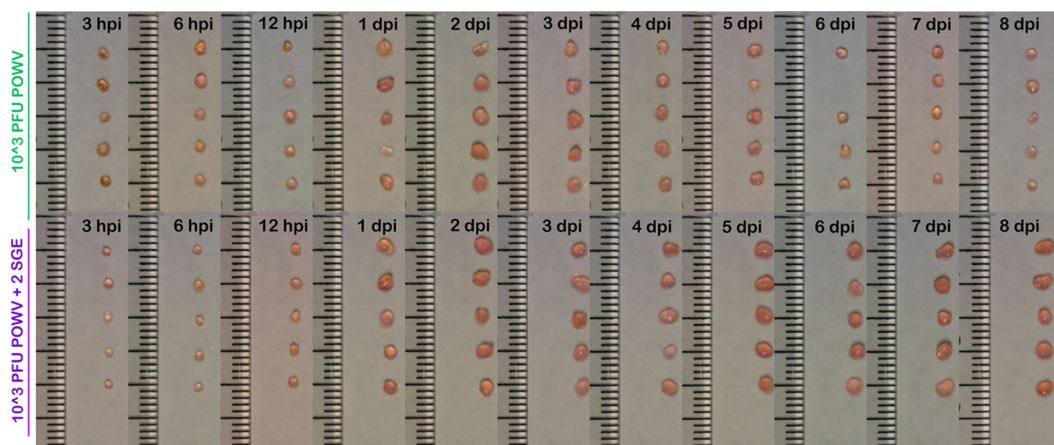 10^3 PFU POWV
3 hpi 6 hpi 12 hpi 1 dpi 2 dpi 3 dpi 4 dpi 5 dpi 6 dpi 7 dpi 8 dpi
10^3 PFU POWV + 2 SGE
3 hpi 6 hpi 12 hpi 1 dpi 2 dpi 3 dpi 4 dpi 5 dpi 6 dpi 7 dpi 8 dpi